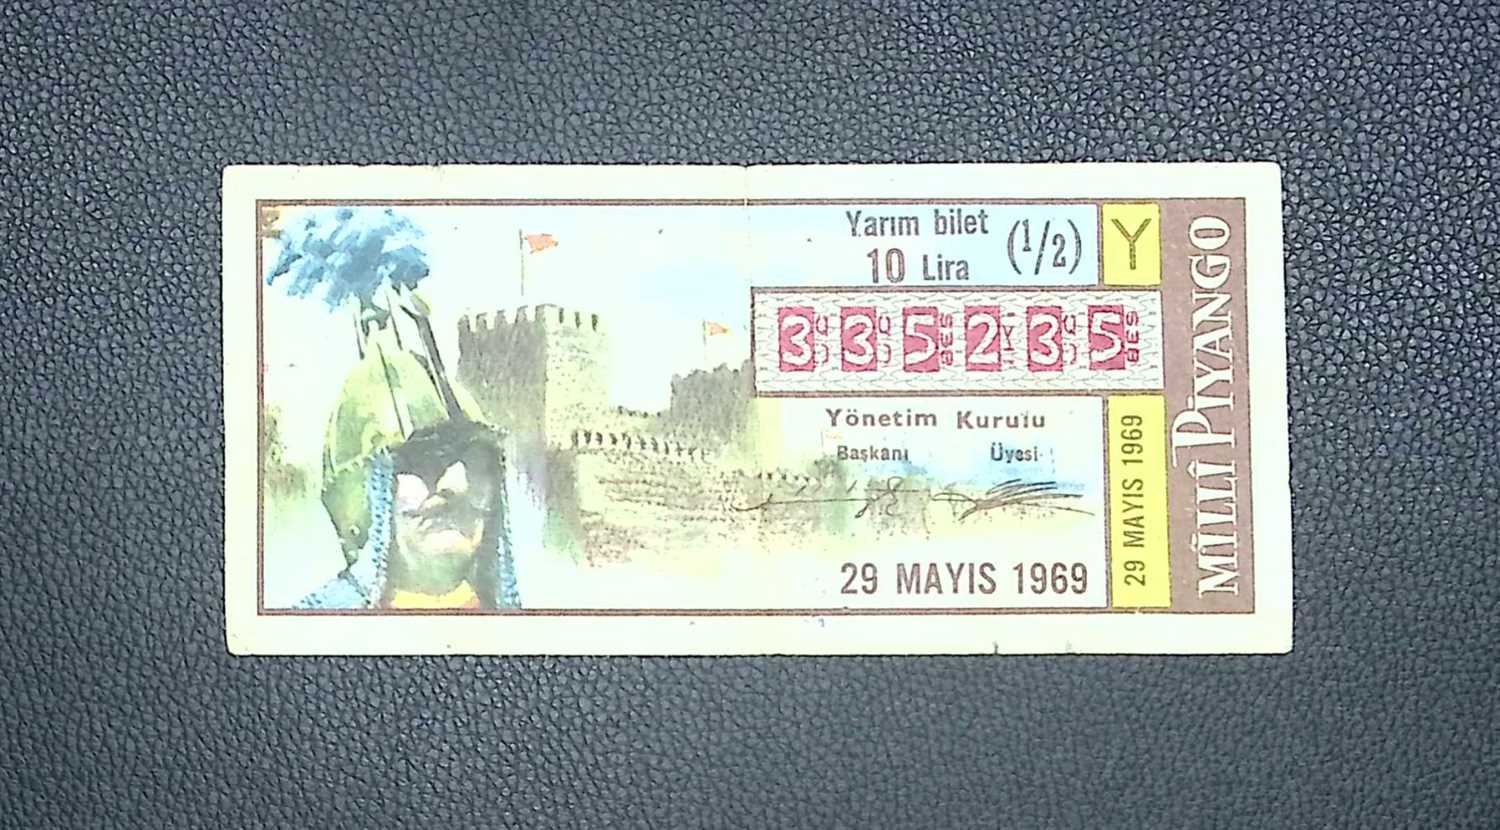 Yarım bilet
10 Lira
(1/2)
Y
335235
Yönetim Kurulu
Başkanı Üyesi
29 MAYIS 1969
29 MAYIS 1969
MİLLÎ PİYANGO